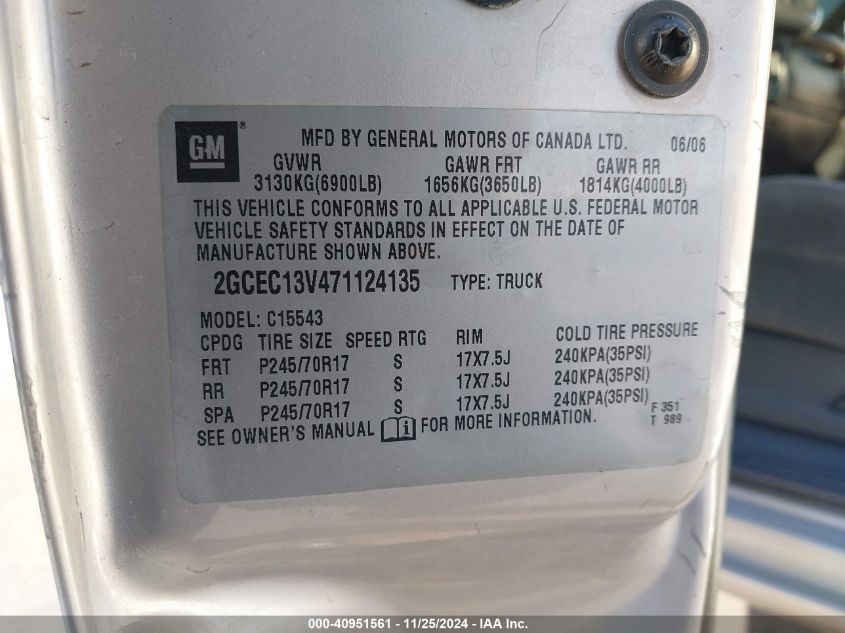 GM ® MFD BY GENERAL MOTORS OF CANADA LTD. 06/06
GVWR GAWR FRT GAWR RR
3130KG(6900LB) 1656KG(3650LB) 1814KG(4000LB)
THIS VEHICLE CONFORMS TO ALL APPLICABLE U.S. FEDERAL MOTOR
VEHICLE SAFETY STANDARDS IN EFFECT ON THE DATE OF
MANUFACTURE SHOWN ABOVE.
2GCEC13V471124135 TYPE: TRUCK
MODEL: C15543
CPDG TIRE SIZE SPEED RTG RIM COLD TIRE PRESSURE
FRT P245/70R17 S 17X7.5J 240KPA(35PSI)
RR P245/70R17 S 17X7.5J 240KPA(35PSI)
SPA P245/70R17 S 17X7.5J 240KPA(35PSI)
SEE OWNER'S MANUAL i FOR MORE INFORMATION.
F 351
T 989
000-40951561 - 11/25/2024 - IAA Inc.